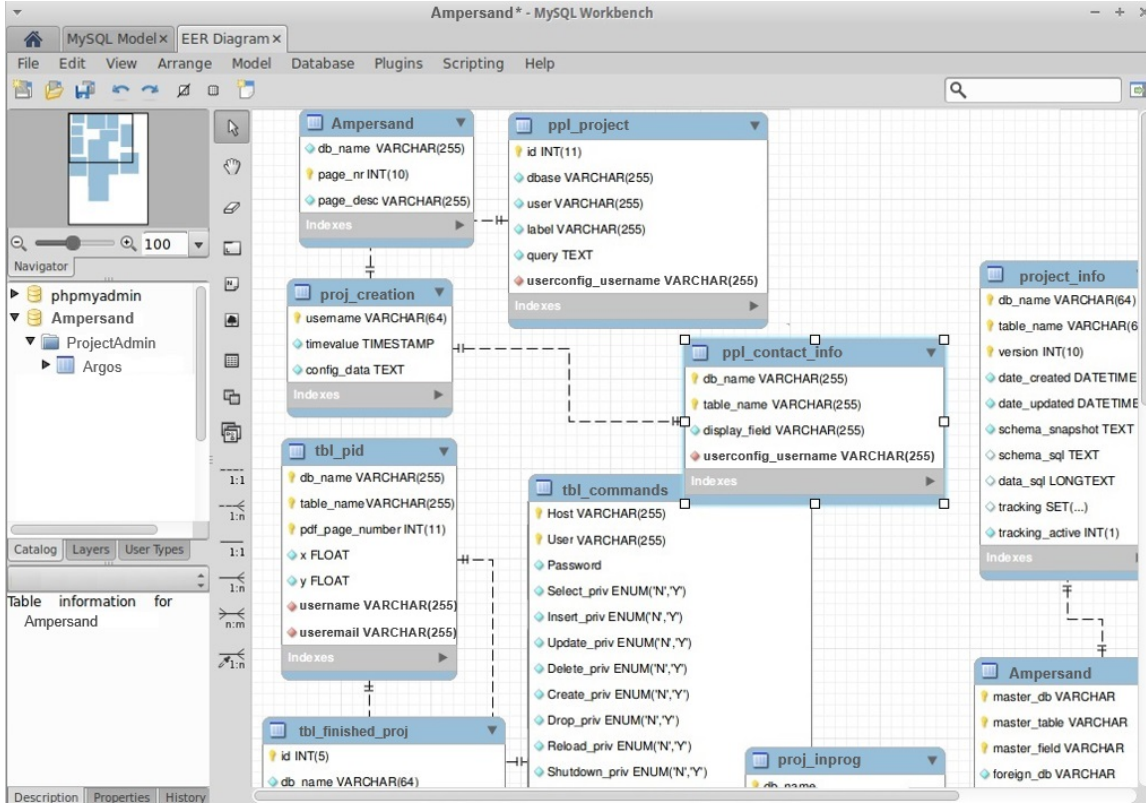 Ampersand* - MySQL Workbench
MySQL Model×
EER Diagram×
File Edit View Arrange Model Database Plugins Scripting Help
100
Navigator
phpmyadmin
Ampersand
ProjectAdmin
Argos
Catalog Layers User Types
Table information for
Ampersand
Description Properties History
1:1
1:n
1:1
1:n
n:m
1:n
Ampersand
db_name VARCHAR(255)
page_nr INT(10)
page_desc VARCHAR(255)
Indexes
ppl_project
id INT(11)
dbase VARCHAR(255)
user VARCHAR(255)
label VARCHAR(255)
query TEXT
userconfig_username VARCHAR(255)
Indexes
proj_creation
username VARCHAR(64)
timevalue TIMESTAMP
config_data TEXT
Indexes
ppl_contact_info
db_name VARCHAR(255)
table_name VARCHAR(255)
display_field VARCHAR(255)
userconfig_username VARCHAR(255)
Indexes
project_info
db_name VARCHAR(64)
table_name VARCHAR(6
version INT(10)
date_created DATETIME
date_updated DATETIME
schema_snapshot TEXT
schema_sql TEXT
data_sql LONGTEXT
tracking SET(...)
tracking_active INT(1)
Indexes
tbl_pid
db_name VARCHAR(255)
table_nameVARCHAR(255)
pdf_page_number INT(11)
x FLOAT
y FLOAT
username VARCHAR(255)
useremail VARCHAR(255)
Indexes
tbl_commands
Host VARCHAR(255)
User VARCHAR(255)
Password
Select_priv ENUM('N','Y')
Insert_priv ENUM('N','Y')
Update_priv ENUM('N','Y')
Delete_priv ENUM('N','Y')
Create_priv ENUM('N','Y')
Drop_priv ENUM('N','Y')
Reload_priv ENUM('N','Y')
Shutdown_priv ENUM('N','Y')
Ampersand
master_db VARCHAR
master_table VARCHAR
master_field VARCHAR
foreign_db VARCHAR
tbl_finished_proj
id INT(5)
db_name VARCHAR(64)
proj_inprog
db_name